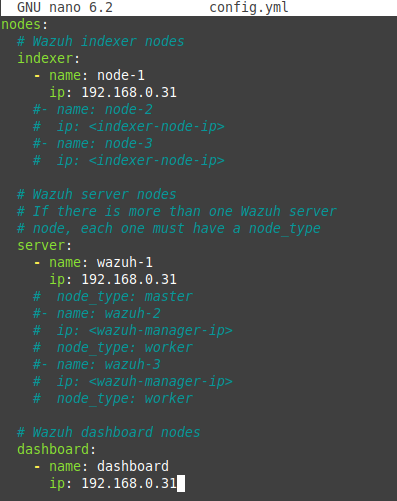 GNU nano 6.2 config.yml
nodes:
  # Wazuh indexer nodes
  indexer:
    - name: node-1
      ip: 192.168.0.31
    #- name: node-2
    #  ip: <indexer-node-ip>
    #- name: node-3
    #  ip: <indexer-node-ip>

  # Wazuh server nodes
  # If there is more than one Wazuh server
  # node, each one must have a node_type
  server:
    - name: wazuh-1
      ip: 192.168.0.31
    #  node_type: master
    #- name: wazuh-2
    #  ip: <wazuh-manager-ip>
    #  node_type: worker
    #- name: wazuh-3
    #  ip: <wazuh-manager-ip>
    #  node_type: worker

  # Wazuh dashboard nodes
  dashboard:
    - name: dashboard
      ip: 192.168.0.31